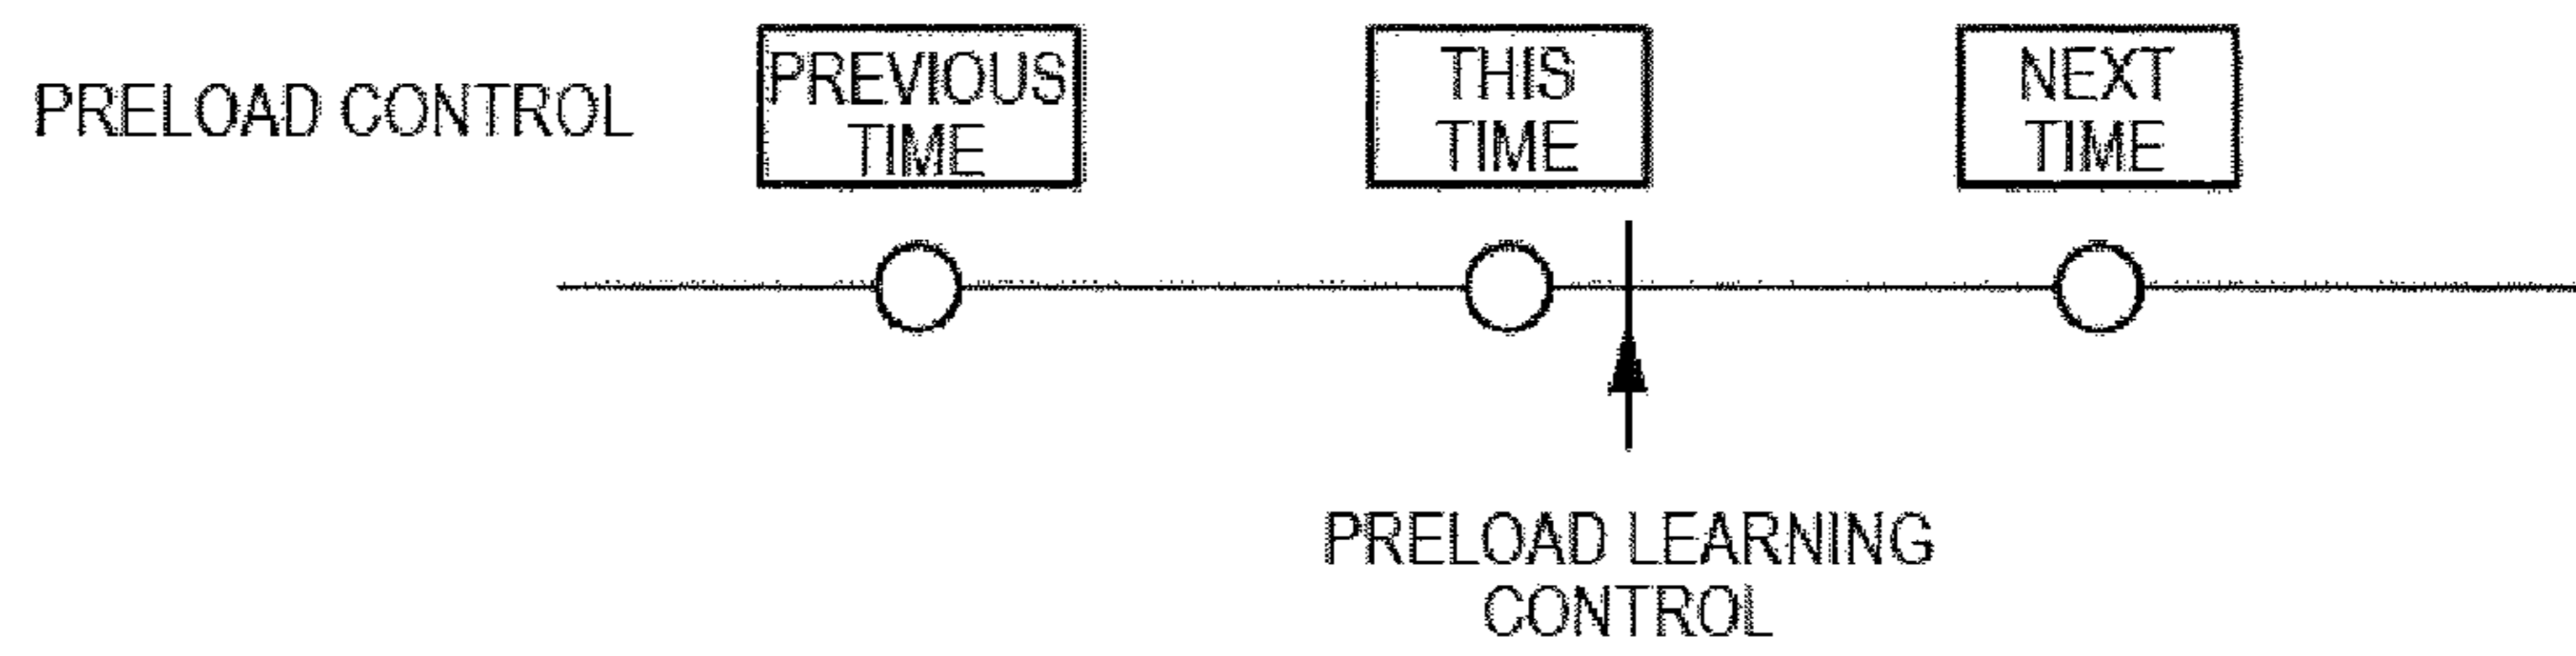 PRELOAD CONTROL
PREVIOUS
TIME
THIS
TIME
NEXT
TIME
PRELOAD LEARNING
CONTROL